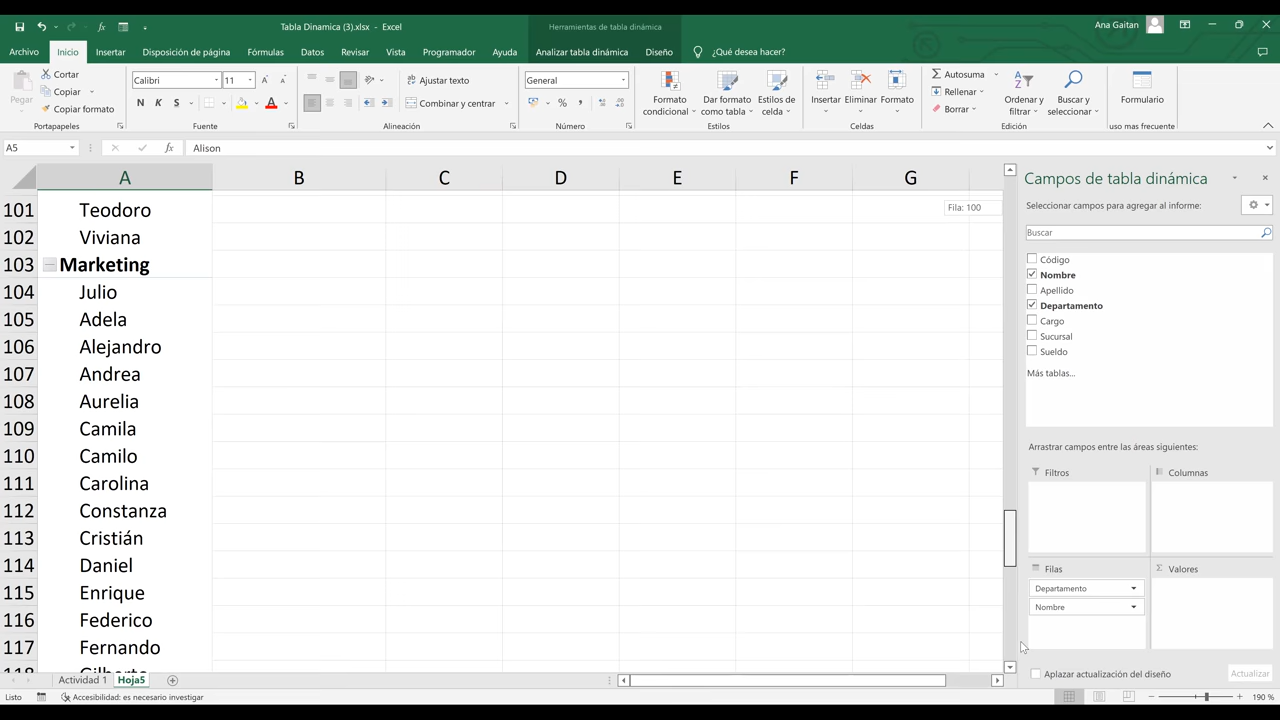 Tabla Dinamica (3).xlsx - Excel
Herramientas de tabla dinámica
Ana Gaitan
Archivo Inicio Insertar Disposición de página Fórmulas Datos Revisar Vista Programador Ayuda Analizar tabla dinámica Diseño ¿Qué desea hacer?
Pegar
Cortar
Copiar
Copiar formato
Portapapeles
Calibri 11
N K S
Fuente
Ajustar texto
Combinar y centrar
Alineación
General
Número
Formato condicional
Dar formato como tabla
Estilos de celda
Estilos
Insertar Eliminar Formato
Celdas
Autosuma
Rellenar
Borrar
Ordenar y filtrar
Buscar y seleccionar
Edición
Formulario
uso mas frecuente
A5 fx Alison
A B C D E F G
101 Teodoro
Fila: 100
102 Viviana
103 Marketing
104 Julio
105 Adela
106 Alejandro
107 Andrea
108 Aurelia
109 Camila
110 Camilo
111 Carolina
112 Constanza
113 Cristián
114 Daniel
115 Enrique
116 Federico
117 Fernando
118 Gilberto
Campos de tabla dinámica
Seleccionar campos para agregar al informe:
Buscar
Código
Nombre
Apellido
Departamento
Cargo
Sucursal
Sueldo
Más tablas...
Arrastrar campos entre las áreas siguientes:
Filtros
Columnas
Filas
Valores
Departamento
Nombre
Aplazar actualización del diseño
Actualizar
Actividad 1 Hoja5
Listo
Accesibilidad: es necesario investigar
190 %